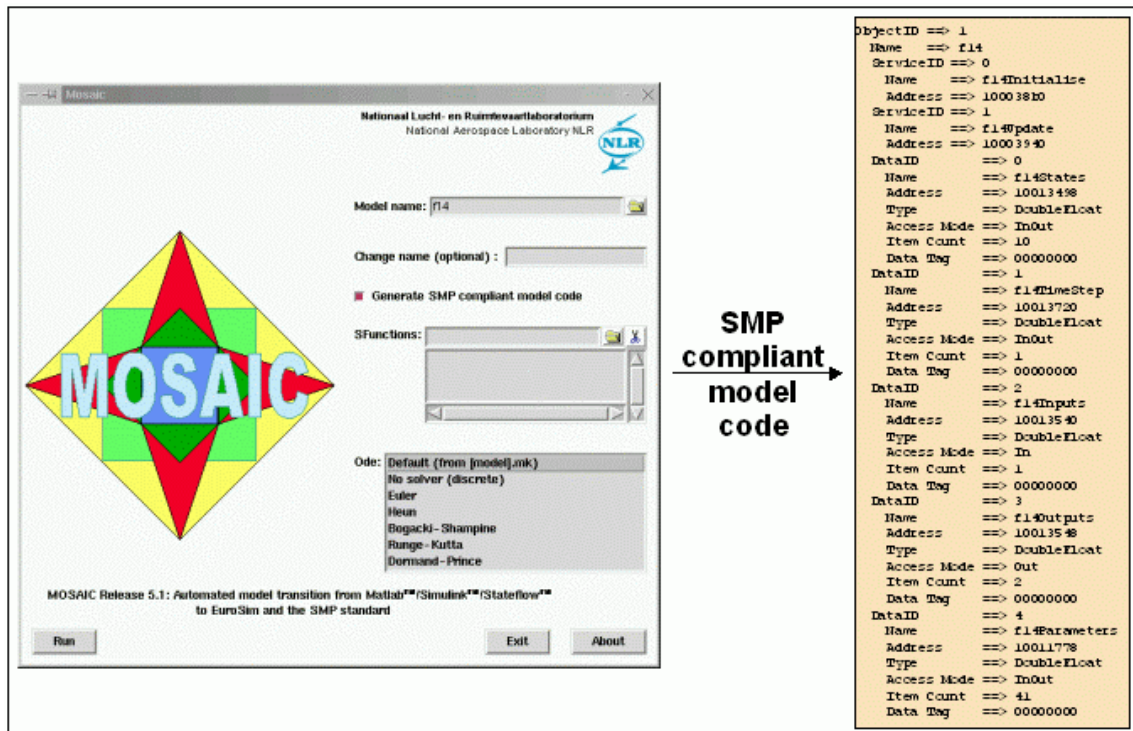 Mosaic
Nationaal Lucht- en Ruimtevaartlaboratorium
National Aerospace Laboratory NLR
NLR
Model name: f14
Change name (optional) :
Generate SMP compliant model code
SFunctions:
MOSAIC
Ode: Default (from [model].mk)
No solver (discrete)
Euler
Heun
Bogacki-Shampine
Runge-Kutta
Dormand-Prince
MOSAIC Release 5.1: Automated model transition from Matlab™/Simulink™/Stateflow™
to EuroSim and the SMP standard
Run
Exit
About
SMP
compliant
model
code
ObjectID ==> 1
Name ==> f14
ServiceID ==> 0
Name ==> f14Initialise
Address ==> 10003810
ServiceID ==> 1
Name ==> f14Update
Address ==> 10003940
DataID ==> 0
Name ==> f14States
Address ==> 10013498
Type ==> DoubleFloat
Access Mode ==> InOut
Item Count ==> 10
Data Tag ==> 00000000
DataID ==> 1
Name ==> f14TimeStep
Address ==> 10013720
Type ==> DoubleFloat
Access Mode ==> InOut
Item Count ==> 1
Data Tag ==> 00000000
DataID ==> 2
Name ==> f14Inputs
Address ==> 10013540
Type ==> DoubleFloat
Access Mode ==> In
Item Count ==> 1
Data Tag ==> 00000000
DataID ==> 3
Name ==> f14Outputs
Address ==> 10013548
Type ==> DoubleFloat
Access Mode ==> Out
Item Count ==> 2
Data Tag ==> 00000000
DataID ==> 4
Name ==> f14Parameters
Address ==> 10011778
Type ==> DoubleFloat
Access Mode ==> InOut
Item Count ==> 41
Data Tag ==> 00000000